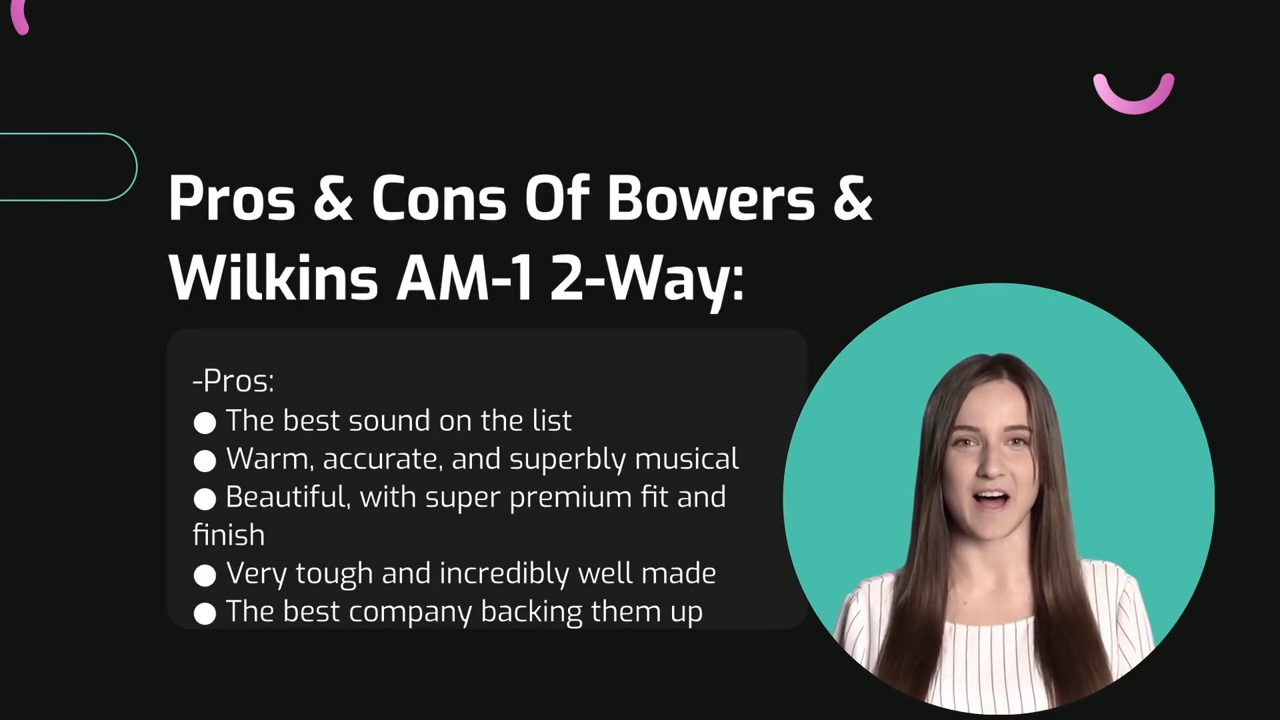 Pros & Cons Of Bowers &
Wilkins AM-1 2-Way:
-Pros:
● The best sound on the list
● Warm, accurate, and superbly musical
● Beautiful, with super premium fit and
finish
● Very tough and incredibly well made
● The best company backing them up